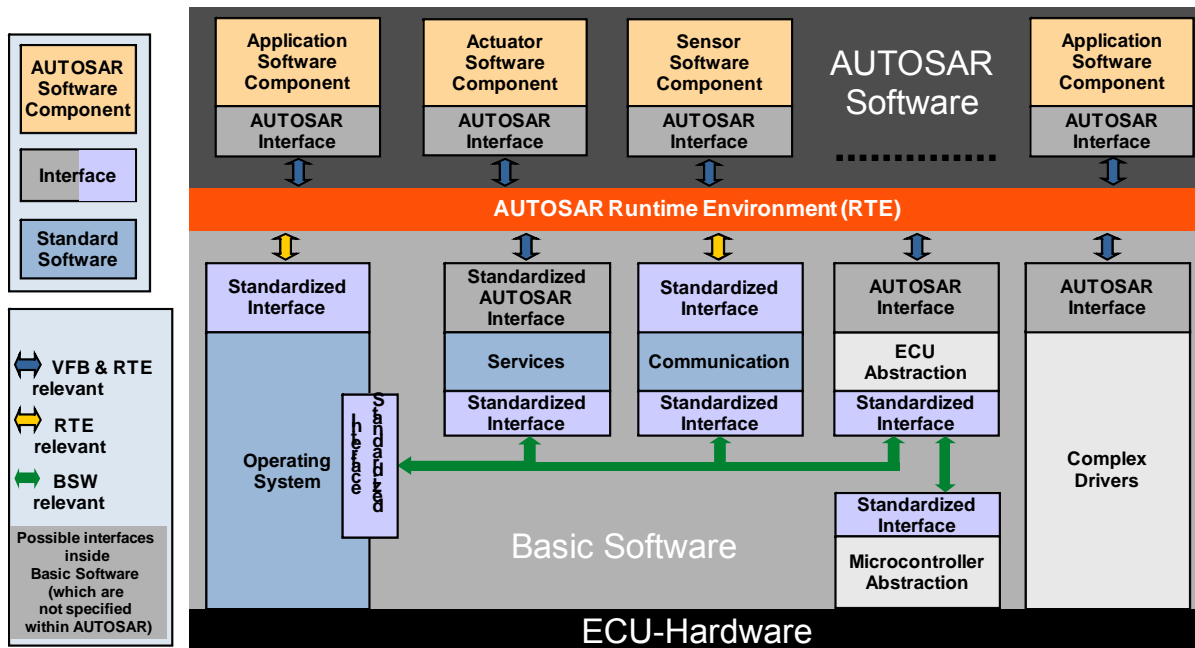 AUTOSAR
Software
Component
Interface
Standard
Software
VFB & RTE
relevant
RTE
relevant
BSW
relevant
Possible interfaces
inside
Basic Software
(which are
not specified
within AUTOSAR)
Application
Software
Component
AUTOSAR
Interface
Actuator
Software
Component
AUTOSAR
Interface
Sensor
Software
Component
AUTOSAR
Interface
AUTOSAR
Software
..............
Application
Software
Component
AUTOSAR
Interface
AUTOSAR Runtime Environment (RTE)
Standardized
Interface
Operating
System
Standardized
Interface
Standardized
AUTOSAR
Interface
Services
Standardized
Interface
Standardized
Interface
Communication
Standardized
Interface
AUTOSAR
Interface
ECU
Abstraction
Standardized
Interface
Standardized
Interface
Microcontroller
Abstraction
AUTOSAR
Interface
Complex
Drivers
Basic Software
ECU-Hardware